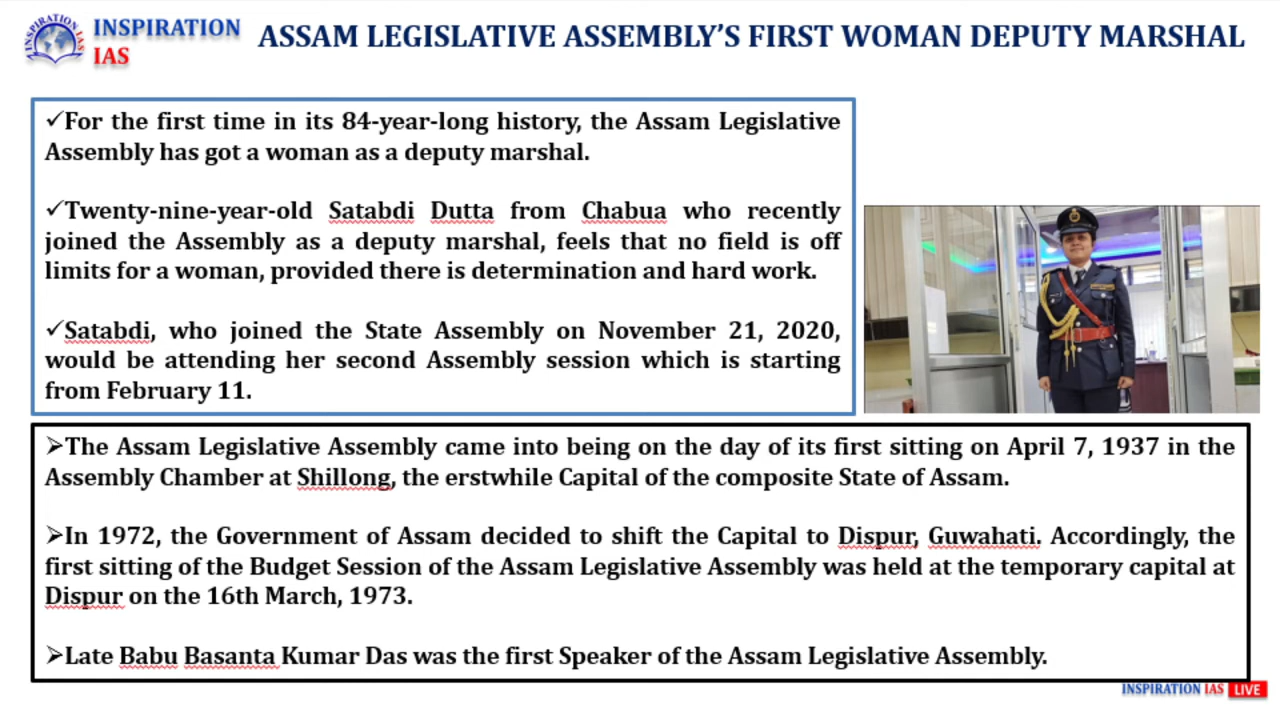 INSPIRATION IAS
INSPIRATION
IAS
ASSAM LEGISLATIVE ASSEMBLY’S FIRST WOMAN DEPUTY MARSHAL
✓For the first time in its 84-year-long history, the Assam Legislative
Assembly has got a woman as a deputy marshal.
✓Twenty-nine-year-old Satabdi Dutta from Chabua who recently
joined the Assembly as a deputy marshal, feels that no field is off
limits for a woman, provided there is determination and hard work.
✓Satabdi, who joined the State Assembly on November 21, 2020,
would be attending her second Assembly session which is starting
from February 11.
➢The Assam Legislative Assembly came into being on the day of its first sitting on April 7, 1937 in the
Assembly Chamber at Shillong, the erstwhile Capital of the composite State of Assam.
➢In 1972, the Government of Assam decided to shift the Capital to Dispur, Guwahati. Accordingly, the
first sitting of the Budget Session of the Assam Legislative Assembly was held at the temporary capital at
Dispur on the 16th March, 1973.
➢Late Babu Basanta Kumar Das was the first Speaker of the Assam Legislative Assembly.
INSPIRATION IAS LIVE